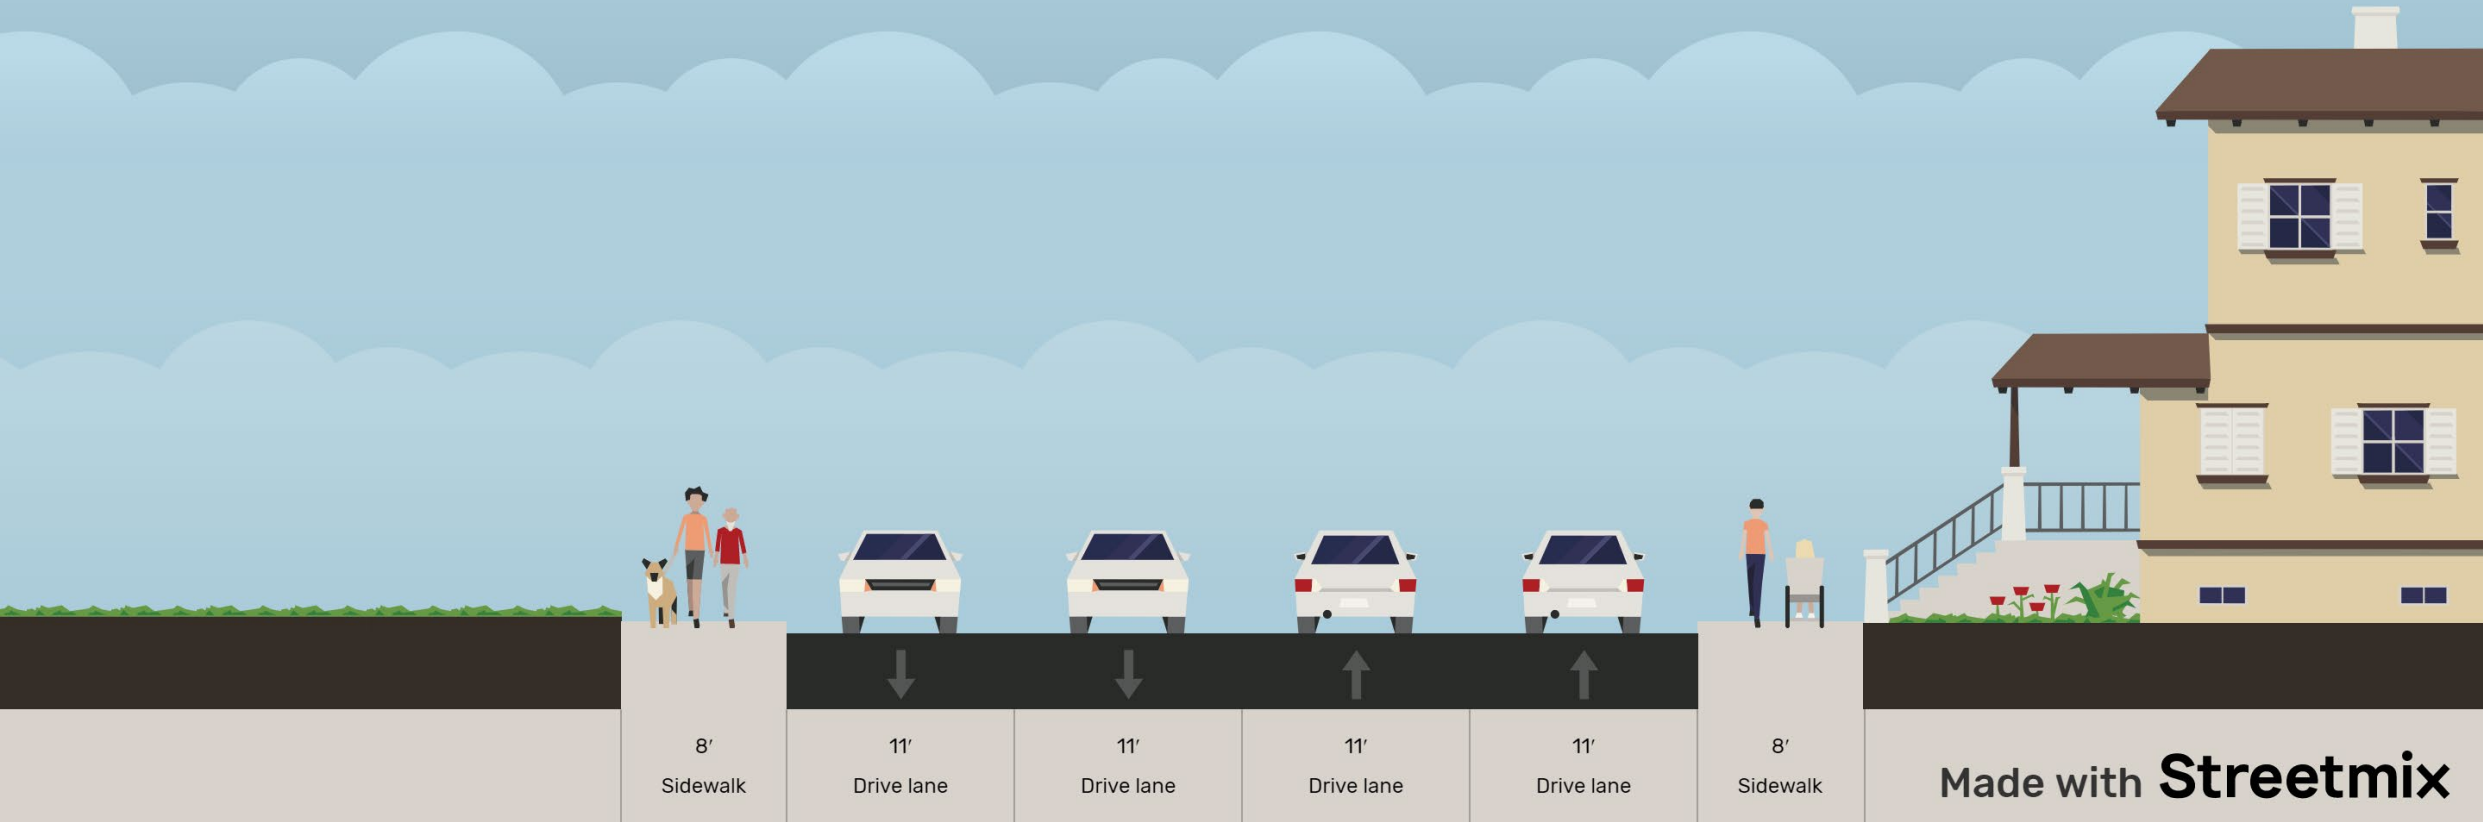 8′
Sidewalk
11′
Drive lane
11′
Drive lane
11′
Drive lane
11′
Drive lane
8′
Sidewalk
Made with Streetmix